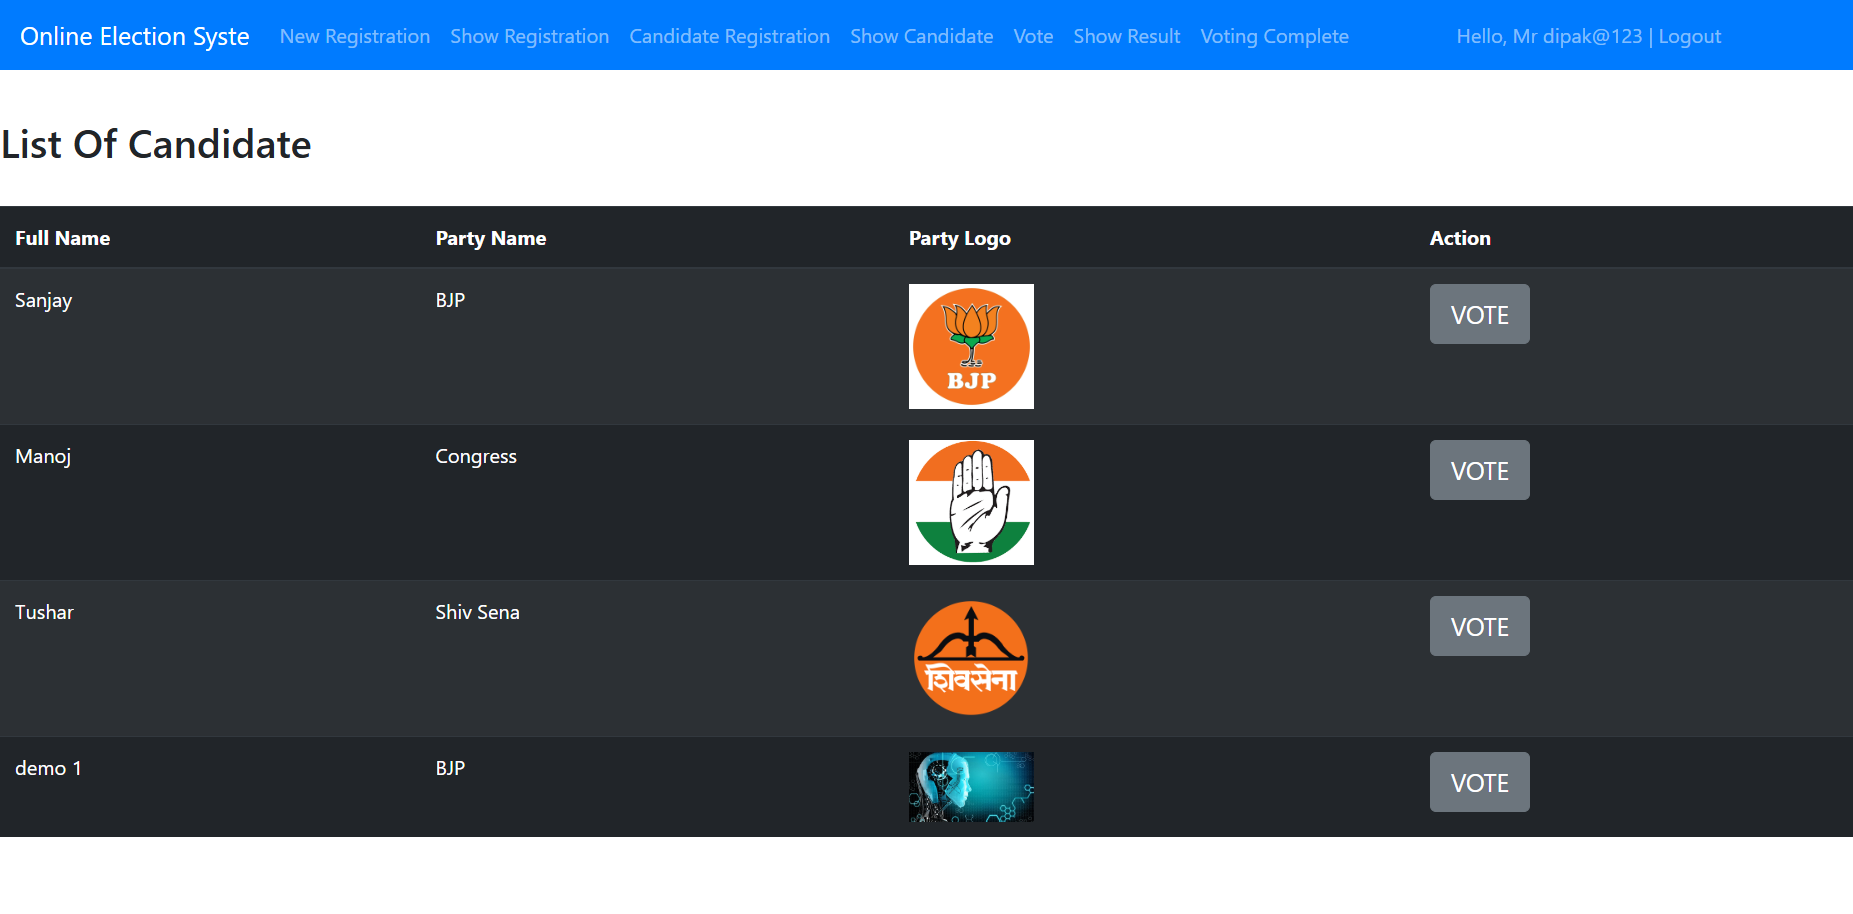 Online Election Syste New Registration Show Registration Candidate Registration Show Candidate Vote Show Result Voting Complete Hello, Mr dipak@123 | Logout
List Of Candidate
Full Name Party Name Party Logo Action
Sanjay BJP VOTE
BJP
Manoj Congress VOTE
Tushar Shiv Sena VOTE
शिवसेना
demo 1 BJP VOTE